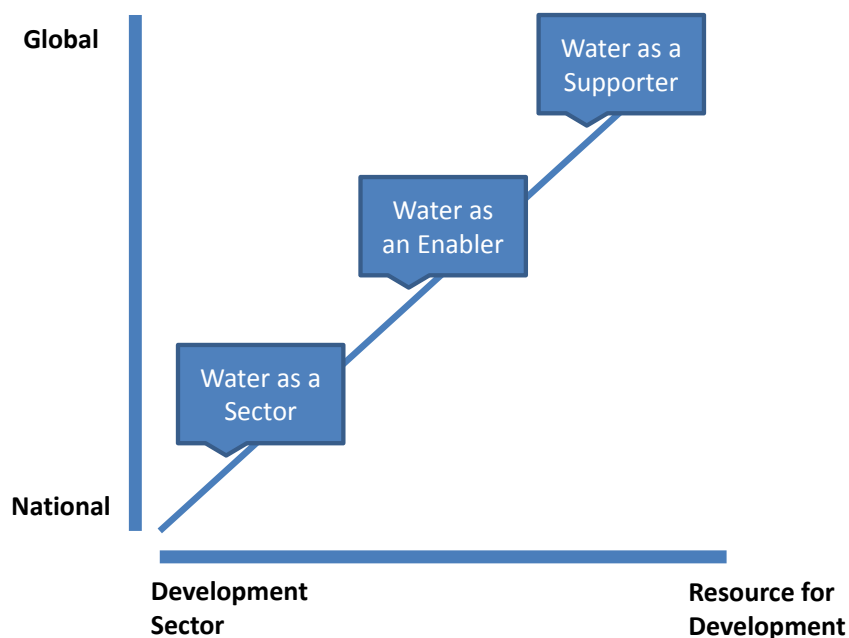 Global
Water as a
Supporter
Water as
an Enabler
Water as a
Sector
National
Development
Sector
Resource for
Development